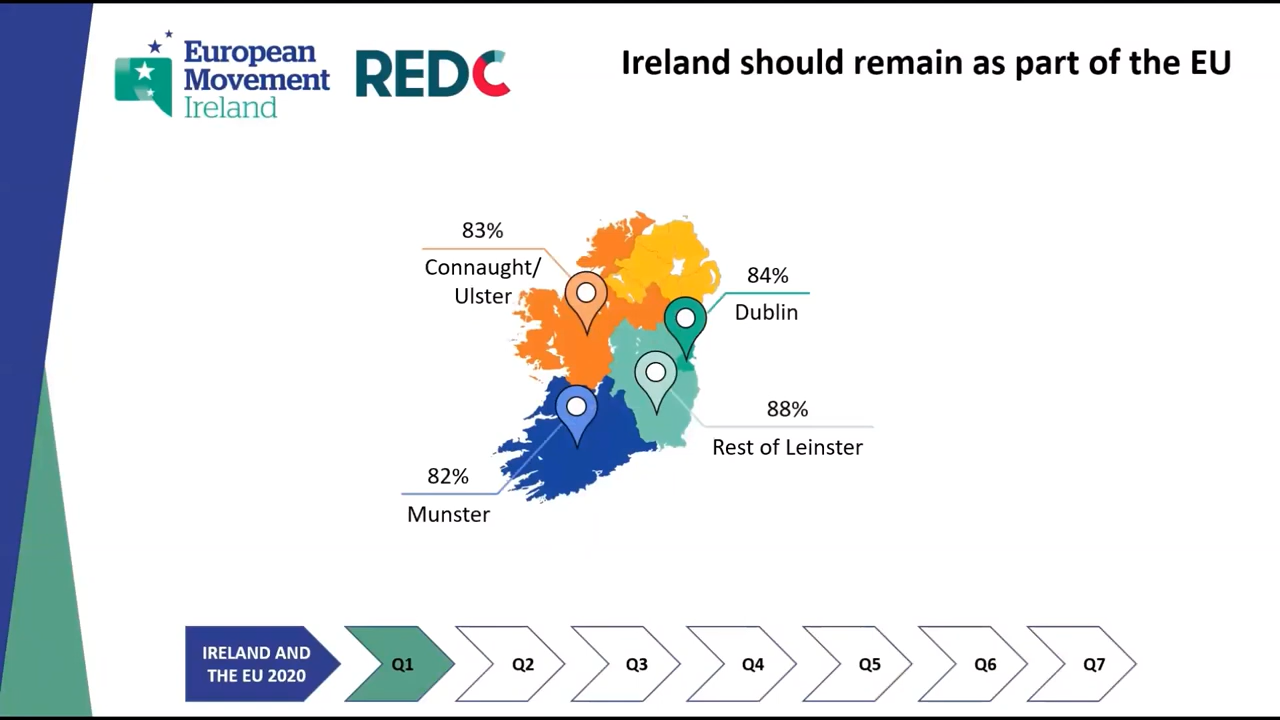 European
Movement
Ireland
REDC
Ireland should remain as part of the EU
83%
Connaught/
Ulster
84%
Dublin
88%
Rest of Leinster
82%
Munster
IRELAND AND
THE EU 2020
Q1
Q2
Q3
Q4
Q5
Q6
Q7